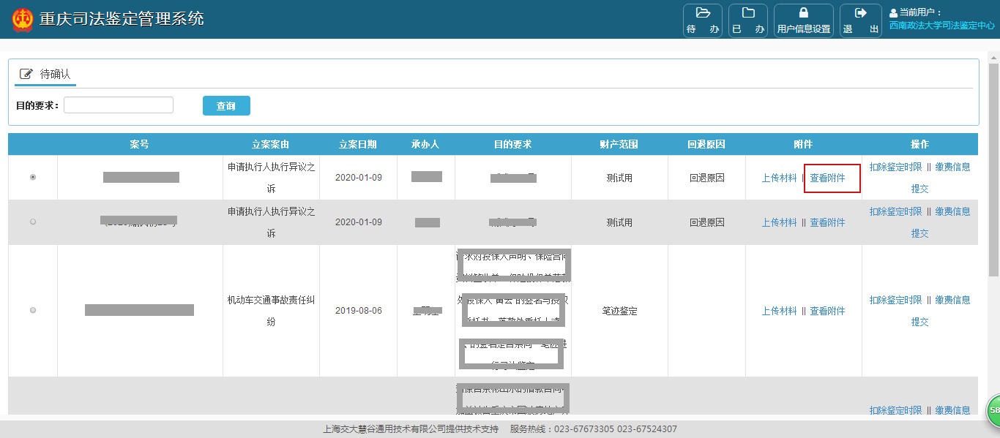 重庆司法鉴定管理系统
待 办
已 办
用户信息设置
退 出
当前用户：
西南政法大学司法鉴定中心
待确认
目的要求：
查询
案号 立案案由 立案日期 承办人 目的要求 财产范围 回退原因 附件 操作
申请执行人执行异议之诉 2020-01-09 测试用 回退原因 上传材料 || 查看附件 扣除鉴定时限 || 缴费信息
提交
申请执行人执行异议之诉 2020-01-09 测试用 回退原因 上传材料 || 查看附件 扣除鉴定时限 || 缴费信息
提交
机动车交通事故责任纠纷 2019-08-06 笔迹鉴定 上传材料 || 查看附件 扣除鉴定时限 || 缴费信息
提交
扣除鉴定时限 || 缴费信息
58
上海交大慧谷通用技术有限公司提供技术支持 服务热线：023-67673305 023-67524307